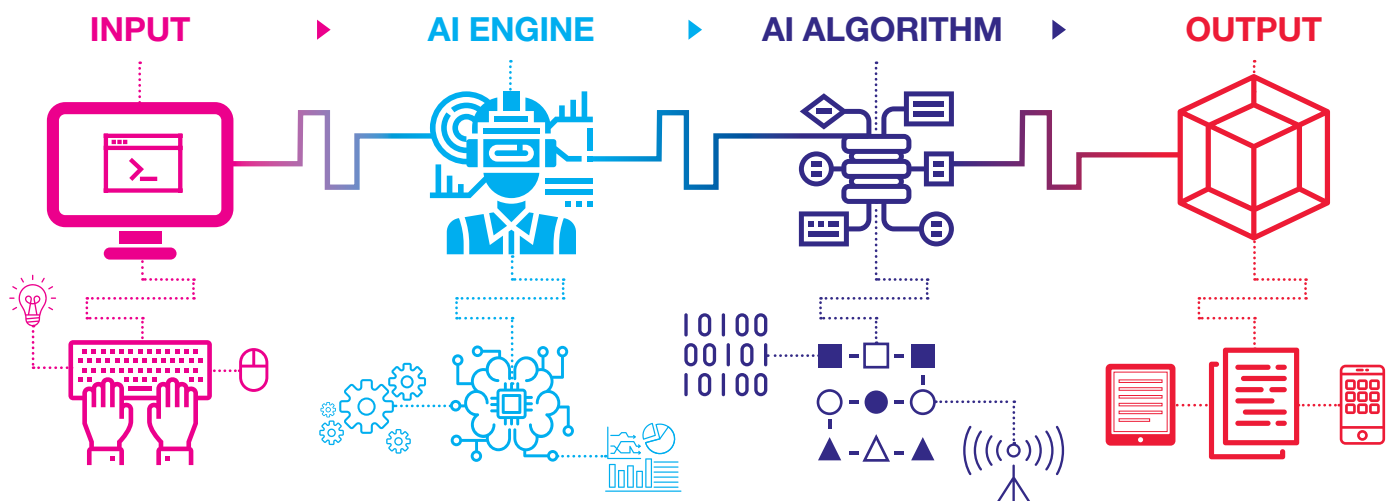 INPUT
AI ENGINE
AI ALGORITHM
OUTPUT
10100
00101
10100